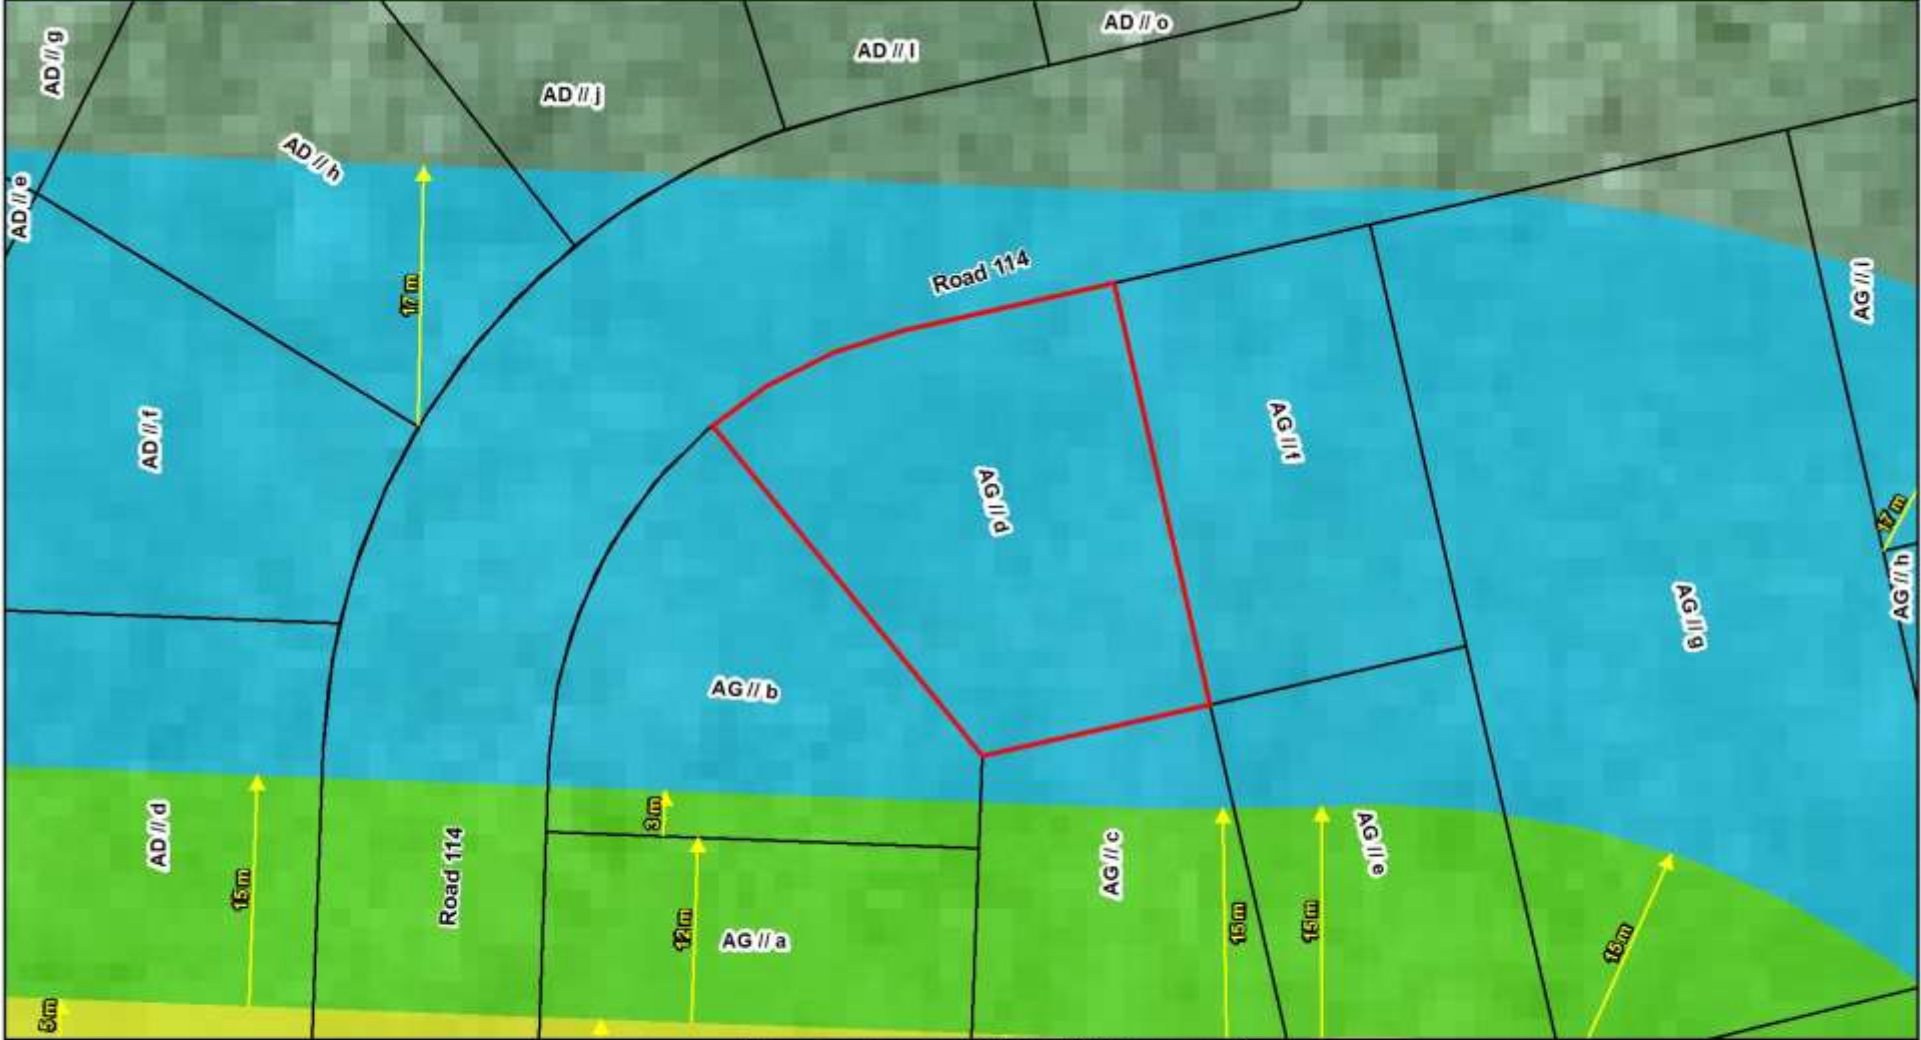 AD // g
AD // j
AD // l
AD // o
AD // h
AD // e
17 m
Road 114
AG // I
AD // f
AG // f
AG // d
17 m
AG // h
AG // g
AG // b
AD // d
15 m
Road 114
3 m
12 m
AG // a
AG // c
15 m
15 m
AG // e
15 m
5 m